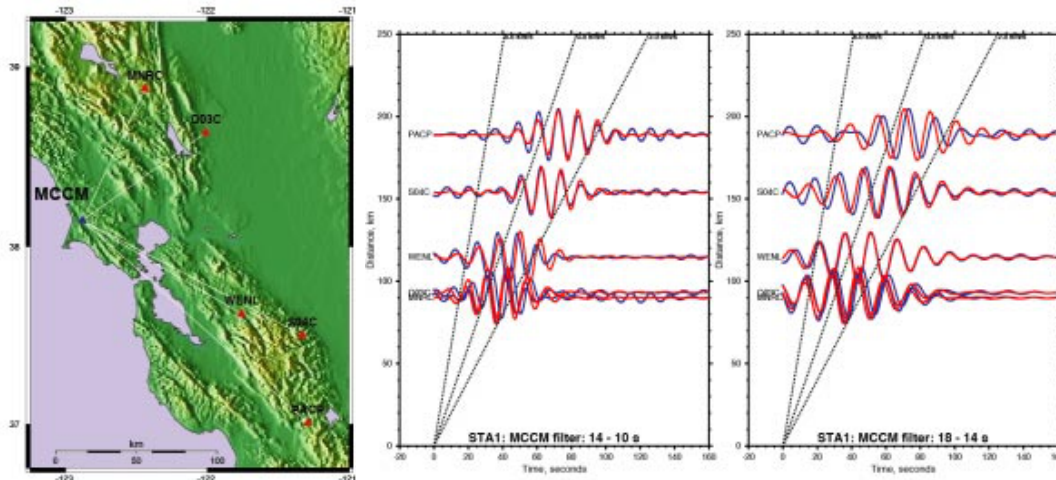 -123
-122
-121
39
38
37
MNRC
O03C
MCCM
WENL
S04C
PACP
km
0
50
100
-123
-122
-121
250
200
150
100
50
0
Distance, km
PACP
S04C
WENL
STA1: MCCM filter: 14 - 10 s
-20 0 20 40 60 80 100 120 140 160
Time, seconds
250
200
150
100
50
0
Distance, km
PACP
S04C
WENL
STA1: MCCM filter: 18 - 14 s
-20 0 20 40 60 80 100 120 140 16
Time, seconds